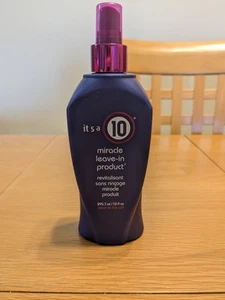 it's a 10
miracle
leave-in
product
revitalisant
sans rinçage
miracle
produit